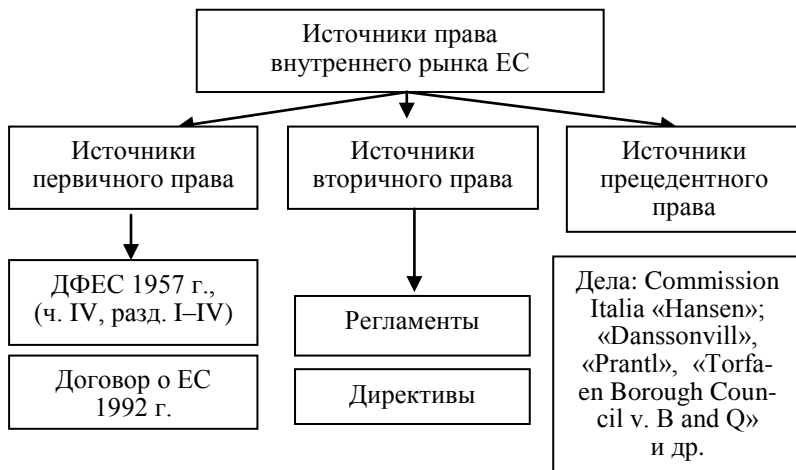 Источники права
внутреннего рынка ЕС
Источники
первичного права
Источники
вторичного права
Источники
прецедентного
права
ДФЕС 1957 г.,
(ч. IV, разд. I–IV)
Договор о ЕС
1992 г.
Регламенты
Директивы
Дела: Commission
Italia «Hansen»;
«Danssonvill»,
«Prantl», «Torfa-
en Borough Coun-
cil v. B and Q»
и др.